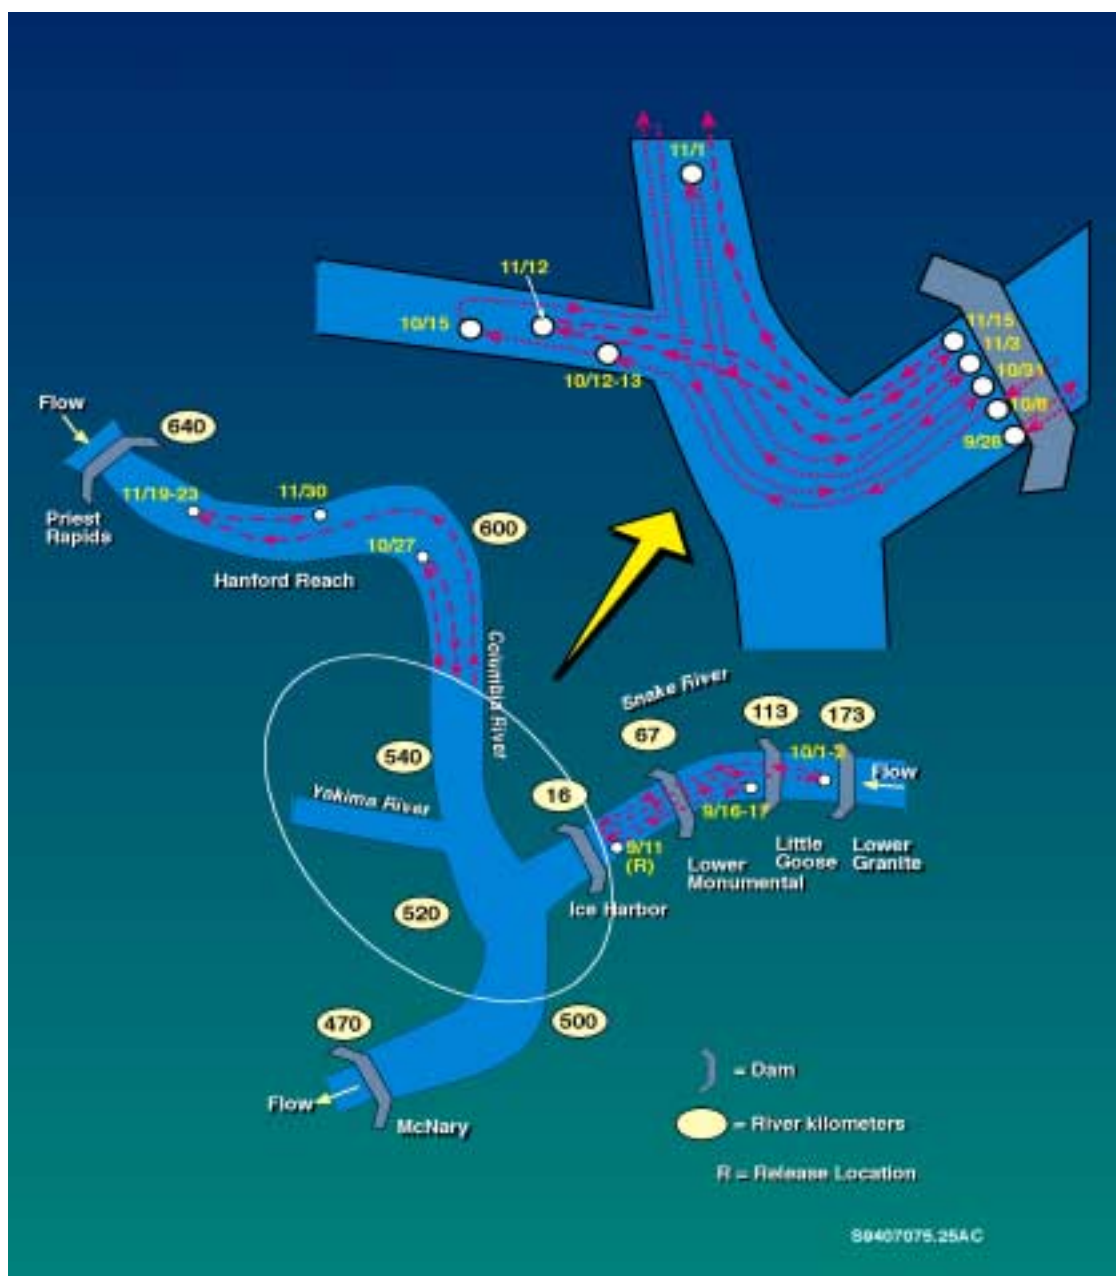 11/1
11/12
10/15
10/12-13
11/15
11/3
10/31
10/8
9/28
Flow
640
11/19-23
11/30
Priest
Rapids
10/27
600
Hanford Reach
Columbia River
Snake River
113
173
67
540
10/1-2
Flow
16
Yakima River
9/16-17
9/11
(R)
Little
Goose
Lower
Granite
Lower
Monumental
520
Ice Harbor
470
500
= Dam
Flow
McNary
= River kilometers
R = Release Location
S9407075.25AC